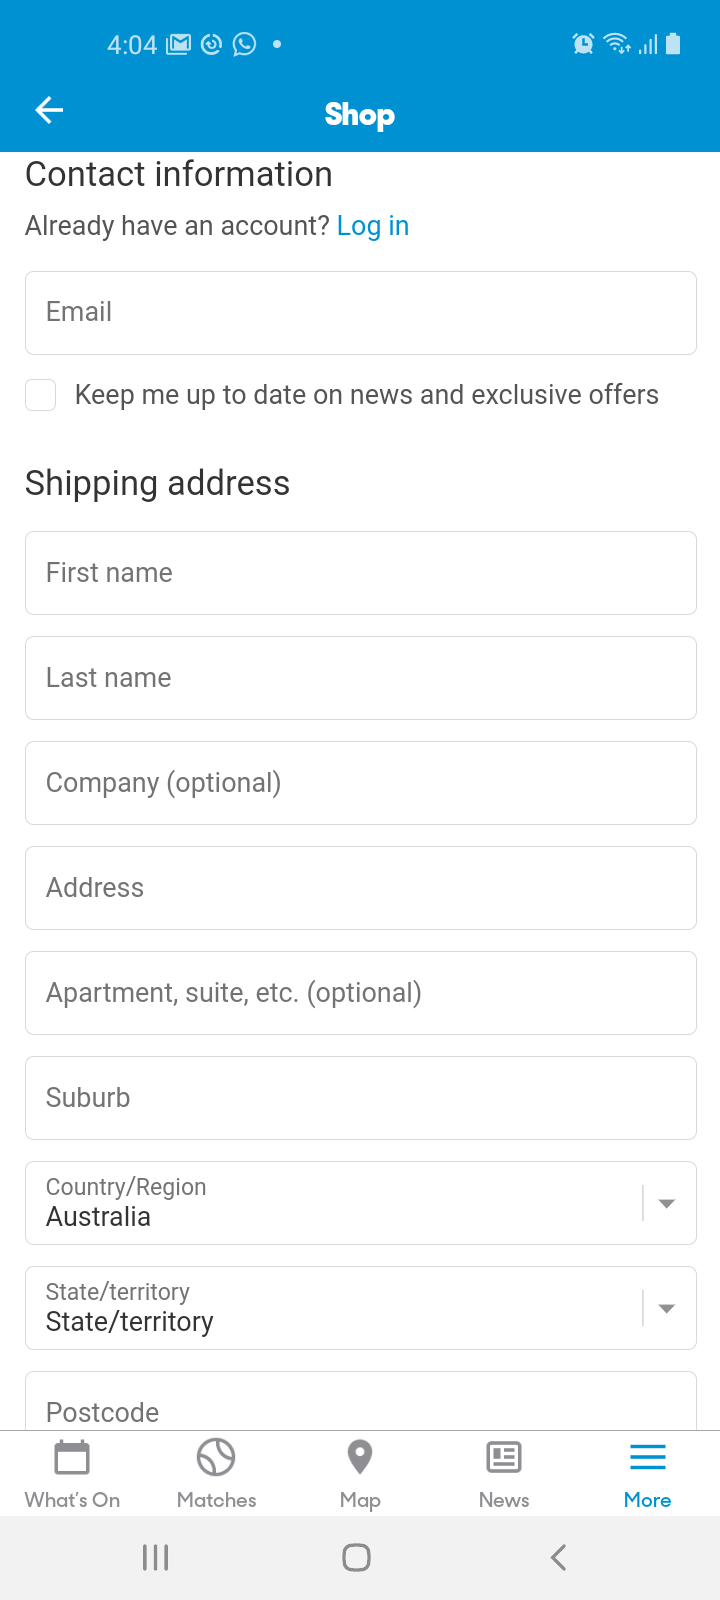 4:04
Shop
Contact information
Already have an account? Log in
Email
Keep me up to date on news and exclusive offers
Shipping address
First name
Last name
Company (optional)
Address
Apartment, suite, etc. (optional)
Suburb
Country/Region
Australia
State/territory
State/territory
Postcode
What's On Matches Map News More